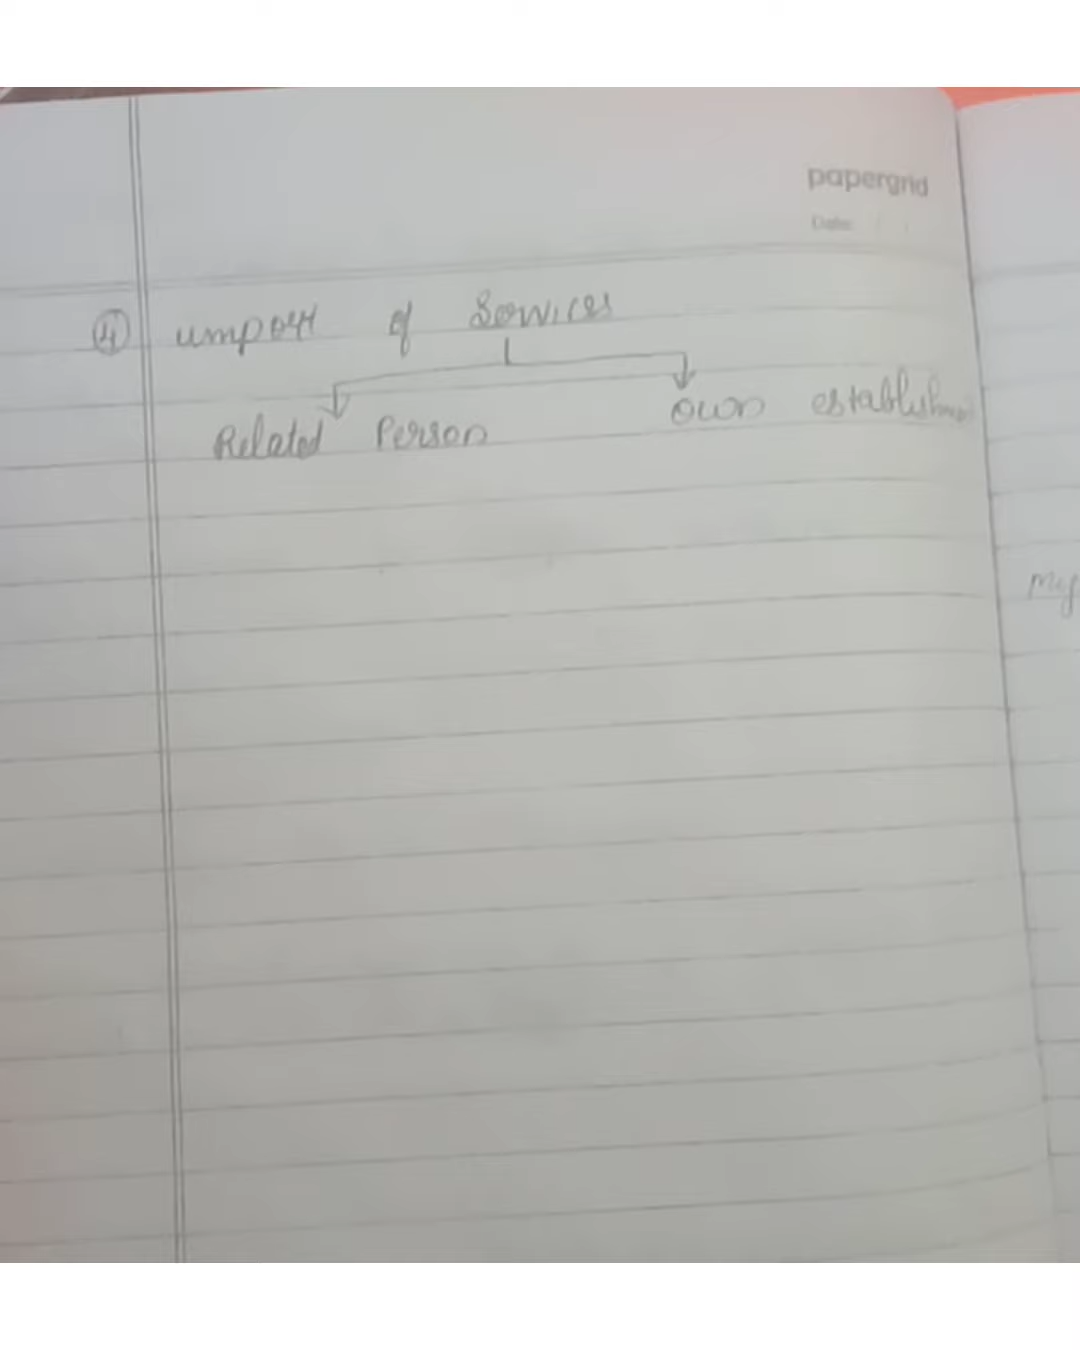 papergrid
Date:
④ import of Services
Related Person
own establishment